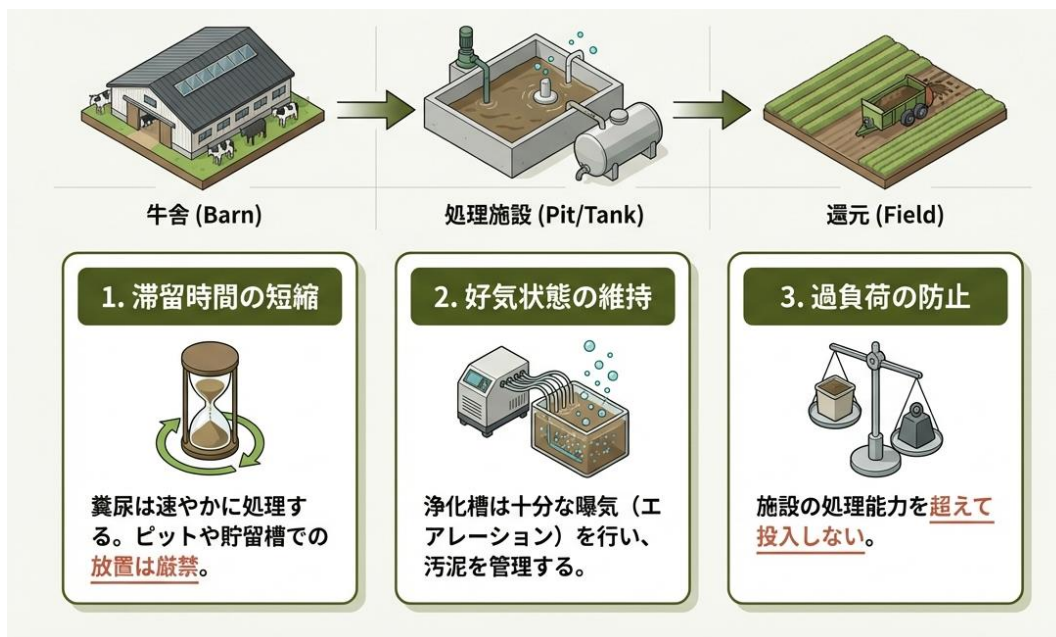 牛舎 (Barn)
処理施設 (Pit/Tank)
還元 (Field)
1. 滞留時間の短縮
糞尿は速やかに処理す
る。ピットや貯留槽での
放置は厳禁。
2. 好気状態の維持
浄化槽は十分な曝気（エ
アレーション）を行い、
汚泥を管理する。
3. 過負荷の防止
施設の処理能力を超えて
投入しない。